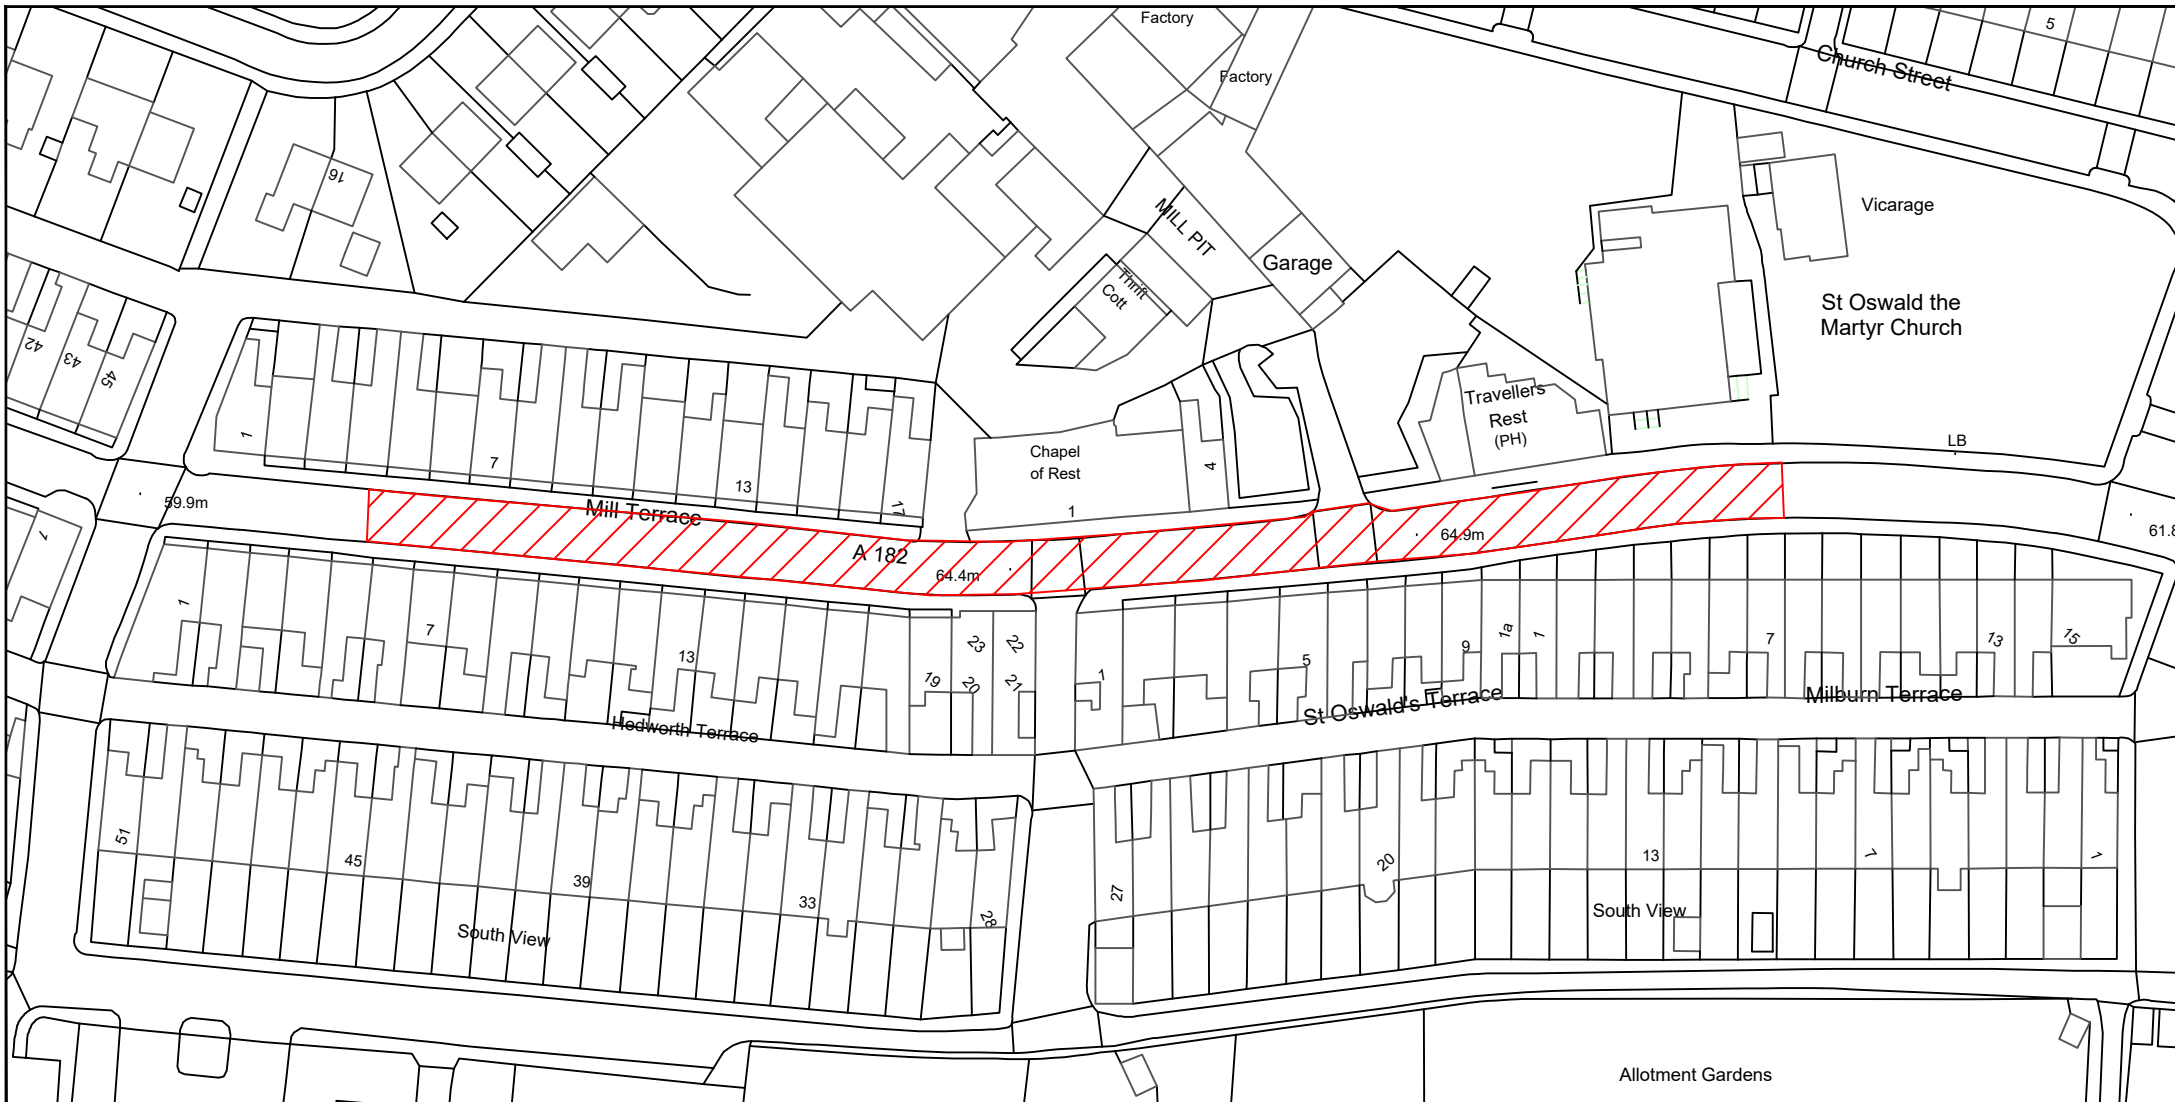 Factory
5
Church Street
Factory
16
Vicarage
MILL PIT
Garage
Thrift
Cott
St Oswald the
Martyr Church
42
43
45
Travellers
Rest
(PH)
1
7
13
17
Chapel
of Rest
4
LB
59.9m
Mill Terrace
1
A 182
64.4m
64.9m
61.8
7
1
7
13
19
20
23
22
21
1
5
9
1a
1
7
13
15
Hedworth Terrace
St Oswald's Terrace
Milburn Terrace
51
45
39
33
28
27
20
13
7
1
South View
South View
Allotment Gardens